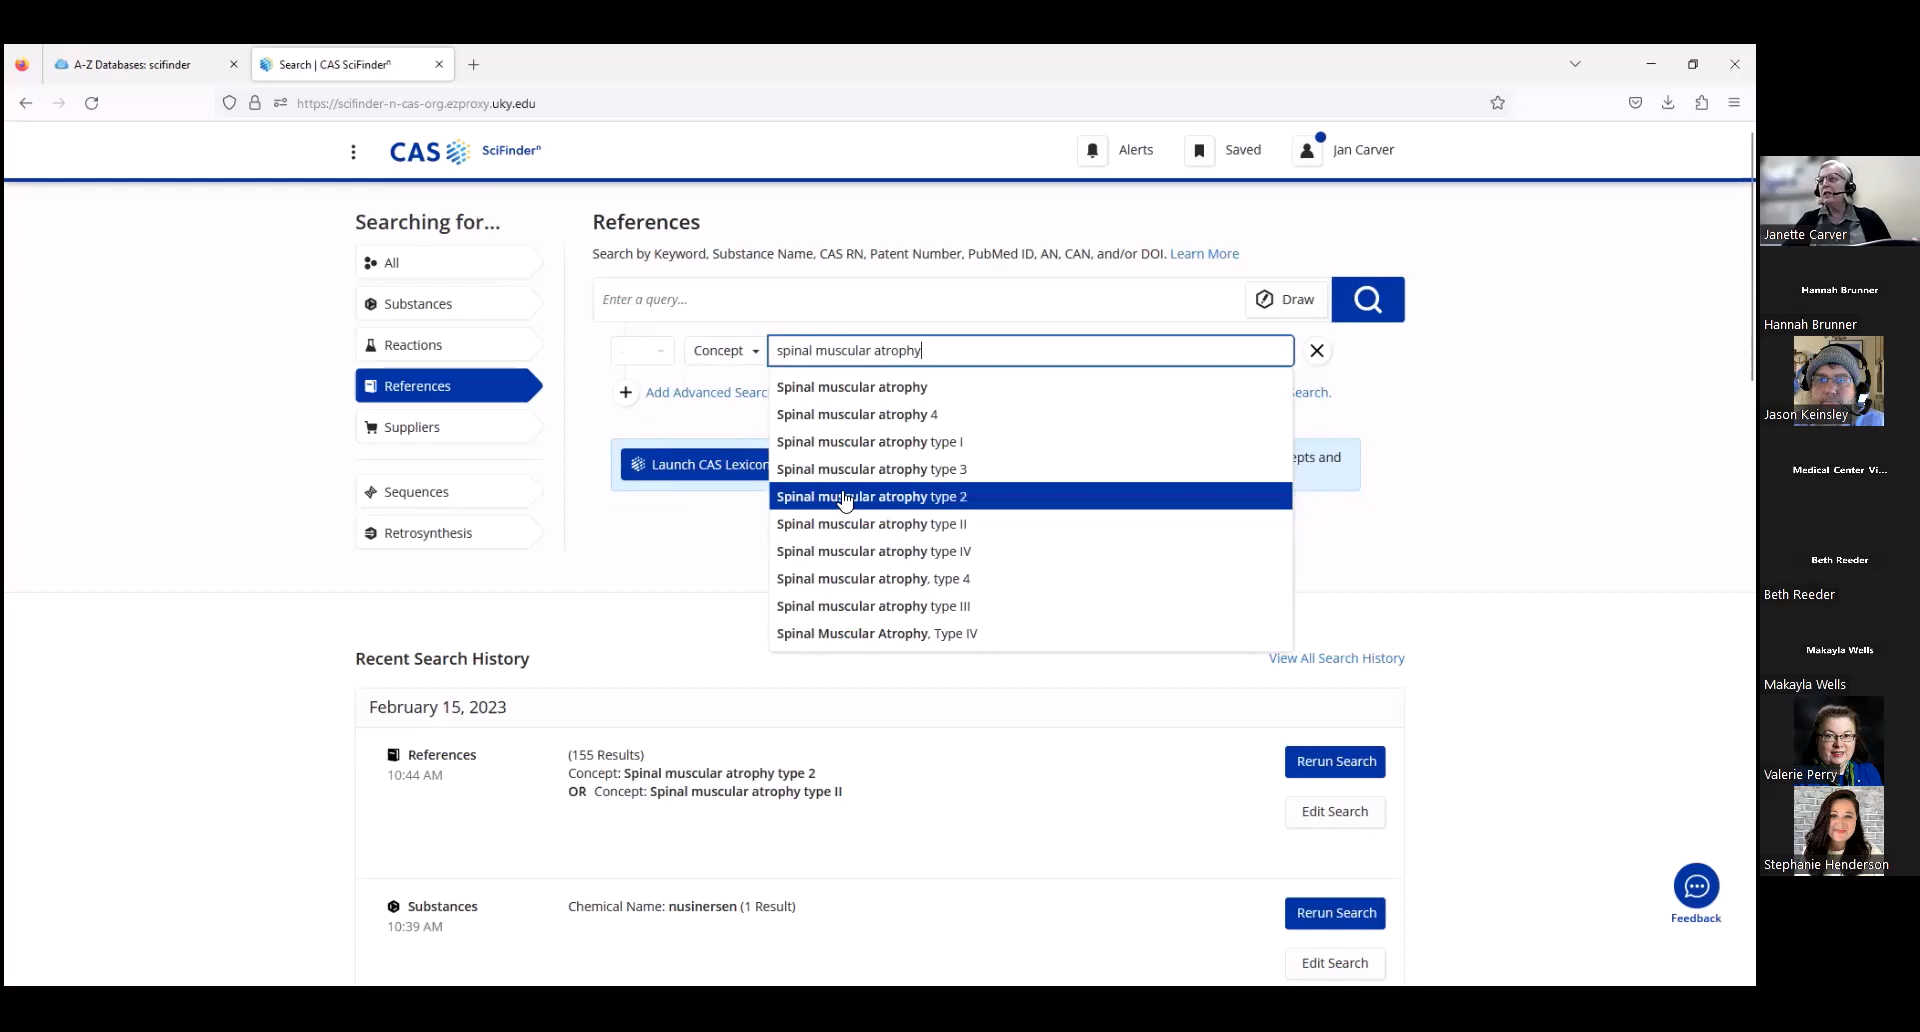 A-Z Databases: scifinder
Search | CAS SciFinderⁿ
https://scifinder-n-cas-org.ezproxy.uky.edu
CAS SciFinderⁿ
Alerts
Saved
Jan Carver
Searching for...
All
Substances
Reactions
References
Suppliers
Sequences
Retrosynthesis
References
Search by Keyword, Substance Name, CAS RN, Patent Number, PubMed ID, AN, CAN, and/or DOI. Learn More
Enter a query...
Draw
Concept
spinal muscular atrophy
Add Advanced Searc
earch.
Launch CAS Lexicon
epts and
Spinal muscular atrophy
Spinal muscular atrophy 4
Spinal muscular atrophy type I
Spinal muscular atrophy type 3
Spinal muscular atrophy type 2
Spinal muscular atrophy type II
Spinal muscular atrophy type IV
Spinal muscular atrophy, type 4
Spinal muscular atrophy type III
Spinal Muscular Atrophy, Type IV
Recent Search History
View All Search History
February 15, 2023
References
10:44 AM
(155 Results)
Concept: Spinal muscular atrophy type 2
OR Concept: Spinal muscular atrophy type II
Rerun Search
Edit Search
Substances
10:39 AM
Chemical Name: nusinersen (1 Result)
Rerun Search
Edit Search
Feedback
Janette Carver
Hannah Brunner
Hannah Brunner
Jason Keinsley
Medical Center Vi...
Beth Reeder
Beth Reeder
Makayla Wells
Makayla Wells
Valerie Perry
Stephanie Henderson